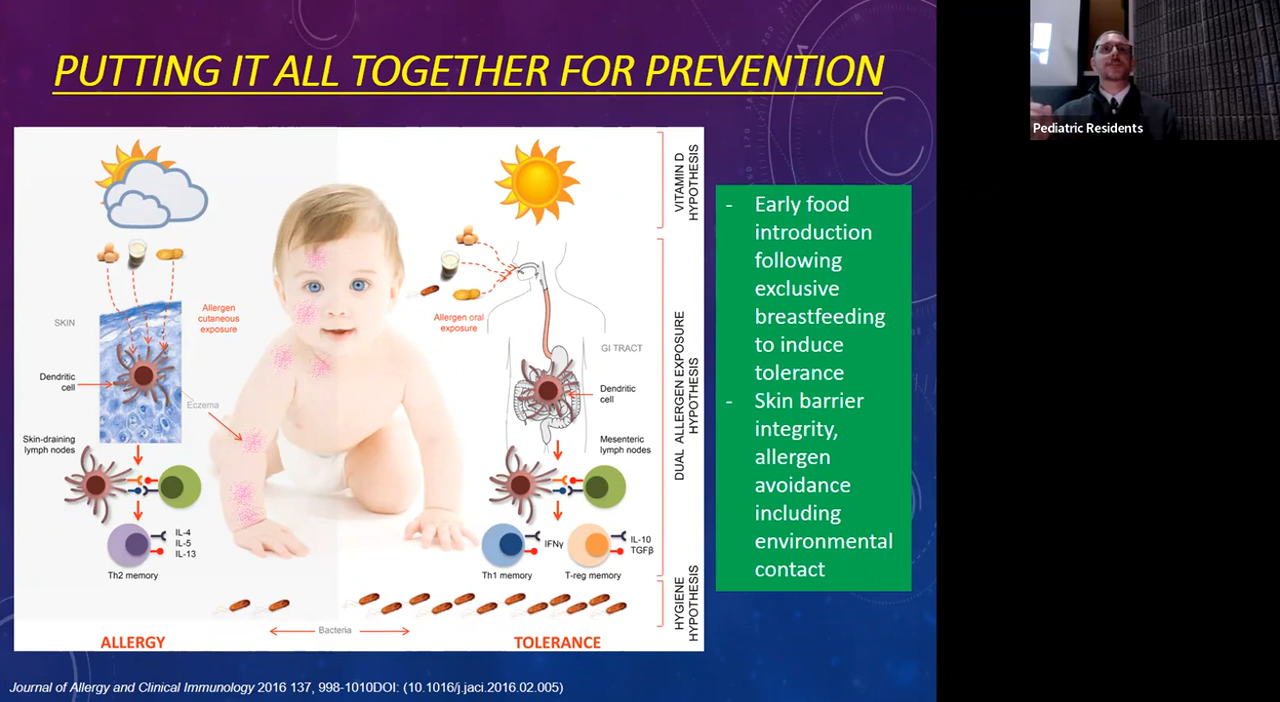 PUTTING IT ALL TOGETHER FOR PREVENTION
Pediatric Residents
VITAMIN D
HYPOTHESIS
Allergen
cutaneous
exposure
SKIN
Dendritic
cell
Eczema
Skin-draining
lymph nodes
IL-4
IL-5
IL-13
Th2 memory
Allergen oral
exposure
GI TRACT
Dendritic
cell
Mesenteric
lymph nodes
IFNγ
IL-10
TGFβ
Th1 memory
T-reg memory
DUAL ALLERGEN EXPOSURE
HYPOTHESIS
HYGIENE
HYPOTHESIS
Bacteria
ALLERGY
TOLERANCE
- Early food
introduction
following
exclusive
breastfeeding
to induce
tolerance
- Skin barrier
integrity,
allergen
avoidance
including
environmental
contact
Journal of Allergy and Clinical Immunology 2016 137, 998-1010DOI: (10.1016/j.jaci.2016.02.005)